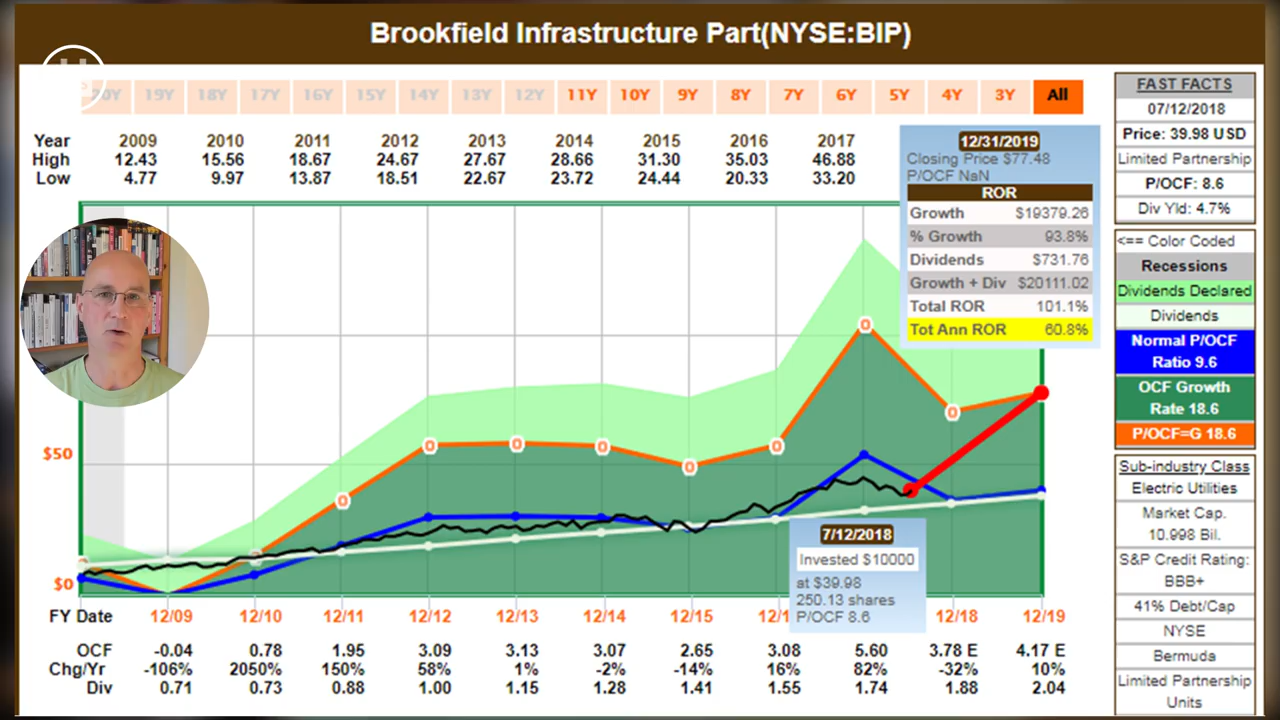 Brookfield Infrastructure Part(NYSE:BIP)
20Y 19Y 18Y 17Y 16Y 15Y 14Y 13Y 12Y 11Y 10Y 9Y 8Y 7Y 6Y 5Y 4Y 3Y All
Year 2009 2010 2011 2012 2013 2014 2015 2016 2017
High 12.43 15.56 18.67 24.67 27.67 28.66 31.30 35.03 46.88
Low 4.77 9.97 13.87 18.51 22.67 23.72 24.44 20.33 33.20
12/31/2019
Closing Price $77.48
P/OCF NaN
ROR
Growth $19379.26
% Growth 93.8%
Dividends $731.76
Growth + Div $20111.02
Total ROR 101.1%
Tot Ann ROR 60.8%
$50
$0
7/12/2018
Invested $10000
at $39.98
250.13 shares
P/OCF 8.6
FY Date 12/09 12/10 12/11 12/12 12/13 12/14 12/15 12/1 12/18 12/19
OCF -0.04 0.78 1.95 3.09 3.13 3.07 2.65 3.08 5.60 3.78 E 4.17 E
Chg/Yr -106% 2050% 150% 58% 1% -2% -14% 16% 82% -32% 10%
Div 0.71 0.73 0.88 1.00 1.15 1.28 1.41 1.55 1.74 1.88 2.04
FAST FACTS
07/12/2018
Price: 39.98 USD
Limited Partnership
P/OCF: 8.6
Div Yld: 4.7%
<== Color Coded
Recessions
Dividends Declared
Dividends
Normal P/OCF
Ratio 9.6
OCF Growth
Rate 18.6
P/OCF=G 18.6
Sub-industry Class
Electric Utilities
Market Cap.
10.998 Bil.
S&P Credit Rating:
BBB+
41% Debt/Cap
NYSE
Bermuda
Limited Partnership
Units